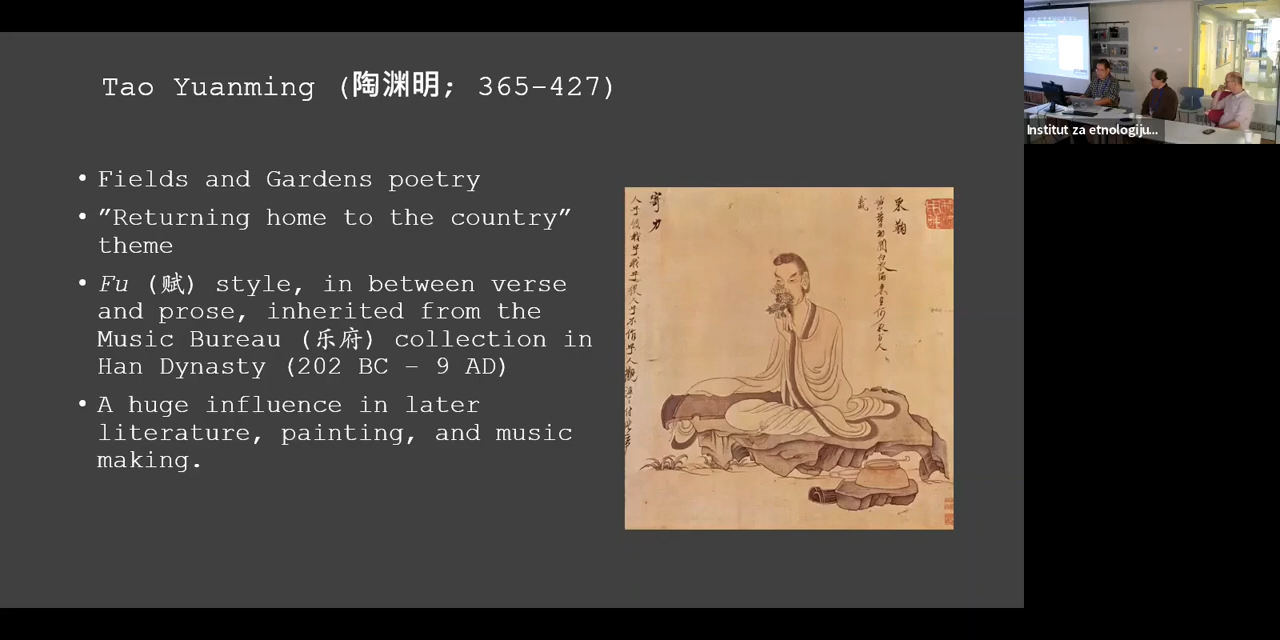 Tao Yuanming (陶渊明; 365–427)
• Fields and Gardens poetry
• ”Returning home to the country”
theme
• Fu (赋) style, in between verse
and prose, inherited from the
Music Bureau (乐府) collection in
Han Dynasty (202 BC – 9 AD)
• A huge influence in later
literature, painting, and music
making.
Institut za etnologiju...